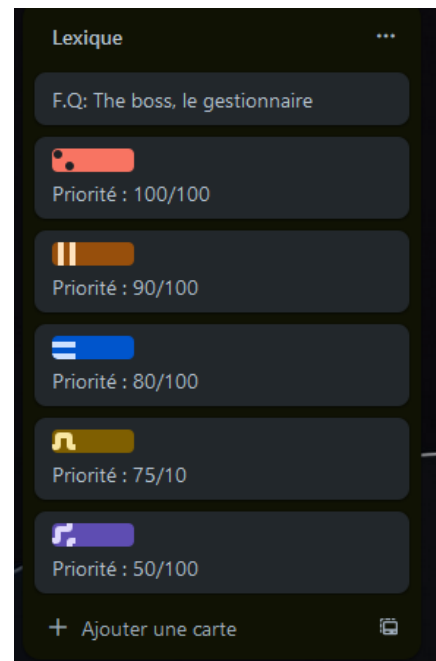 Lexique
F.Q: The boss, le gestionnaire
Priorité : 100/100
Priorité : 90/100
Priorité : 80/100
Priorité : 75/10
Priorité : 50/100
Ajouter une carte